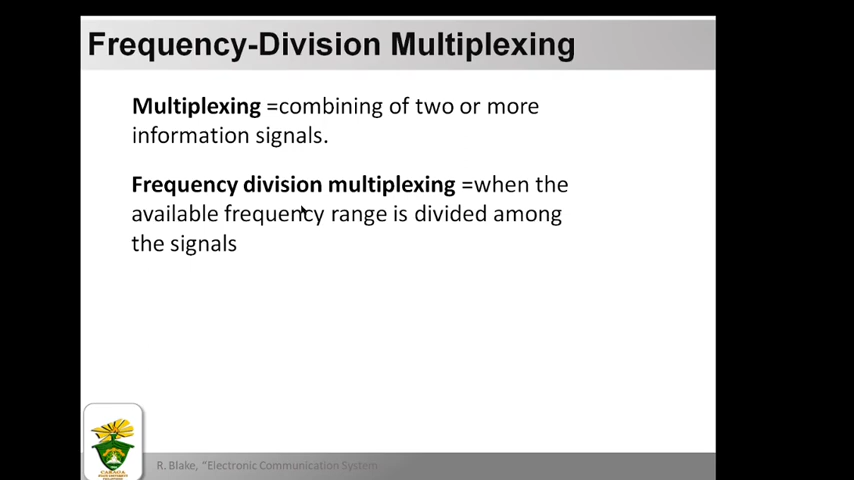 Frequency-Division Multiplexing
Multiplexing =combining of two or more
information signals.
Frequency division multiplexing =when the
available frequency range is divided among
the signals
CARAGA
R. Blake, “Electronic Communication System